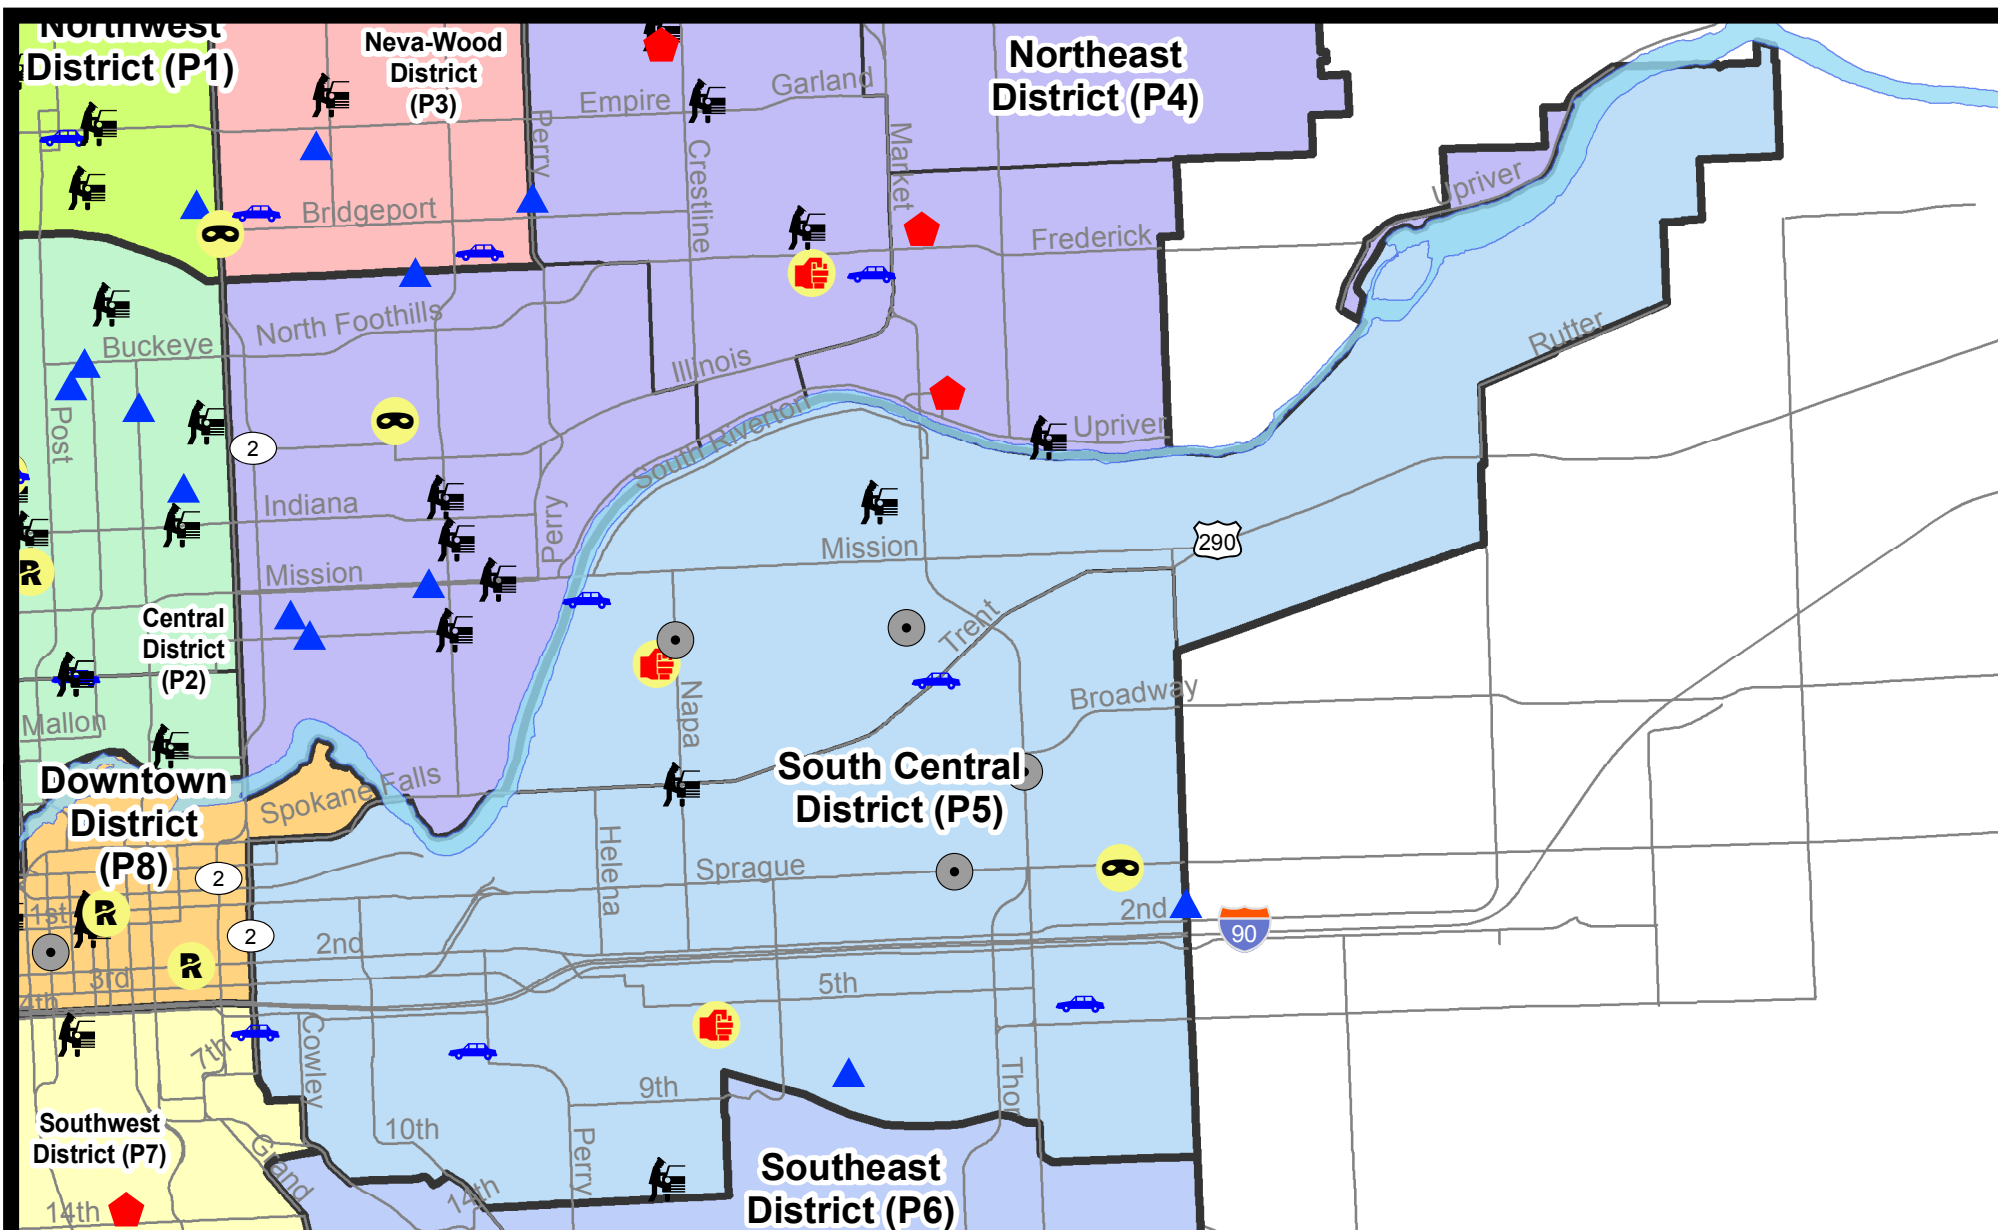 Northwest
District (P1)
Neva-Wood
District
(P3)
Northeast
District (P4)
Garland
Empire
Perry
Crestline
Market
Upriver
Bridgeport
Frederick
North Foothills
Buckeye
Illinois
Rutter
Post
2
South Riverton
Upriver
Indiana
Perry
Mission
290
Mission
R
Central
District
(P2)
Trent
Napa
Broadway
Mallon
Downtown
District
(P8)
Spokane Falls
South Central
District (P5)
Helena
Sprague
2
1st
R
2nd
2
2nd
90
R
3rd
4th
5th
Cowley
7th
9th
Thor
10th
Perry
Southwest
District (P7)
Grand
14th
14th
Southeast
District (P6)